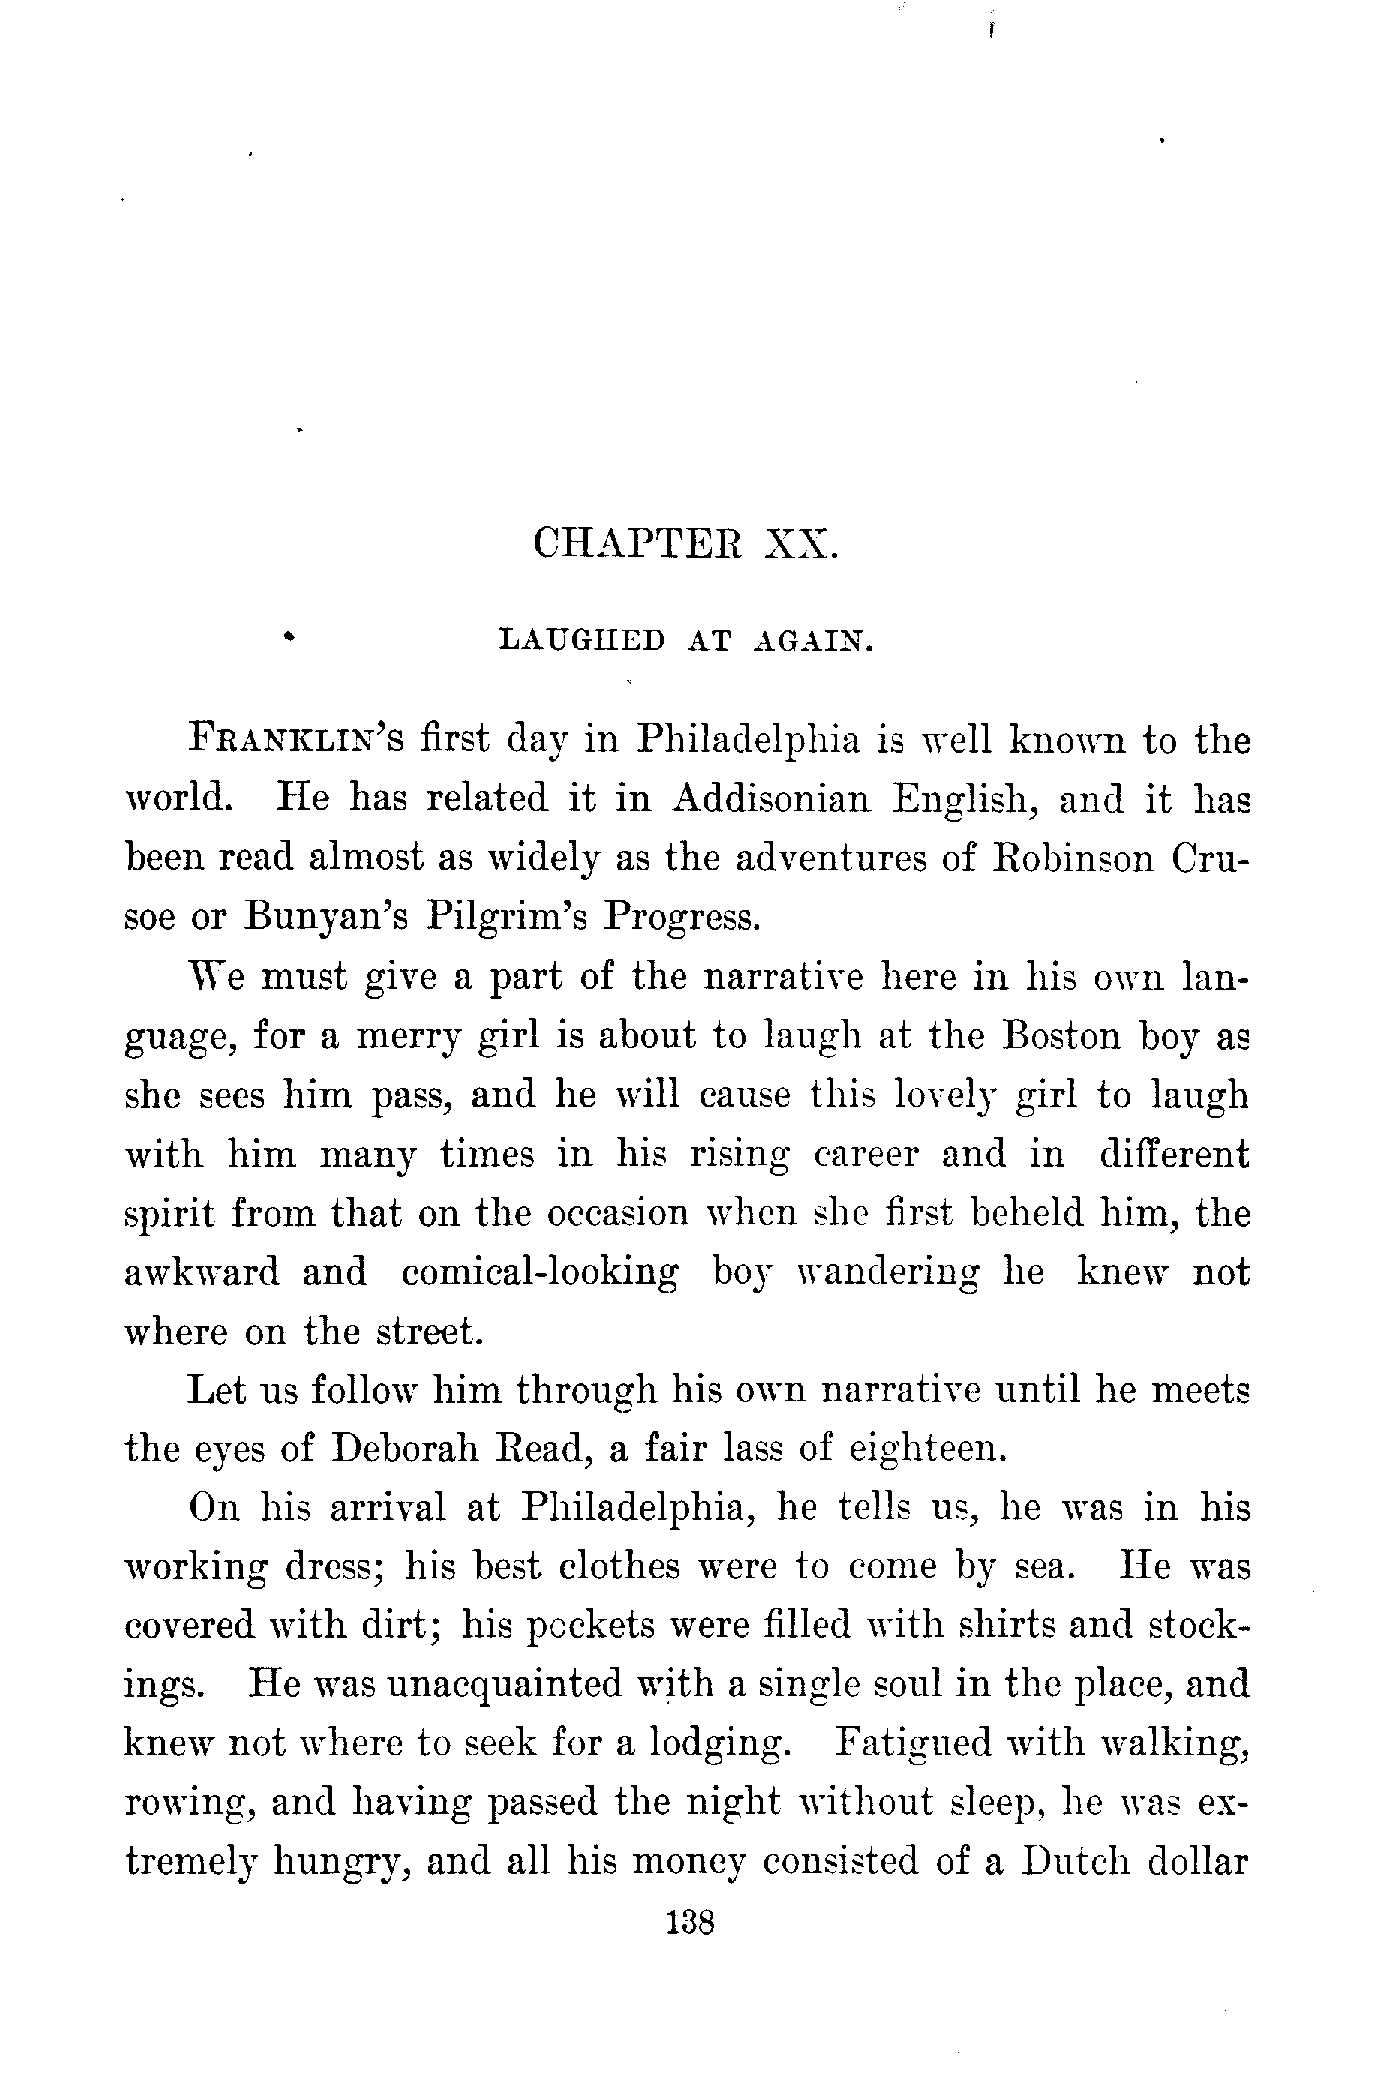 CHAPTER XX.
LAUGHED AT AGAIN.
FRANKLIN'S first day in Philadelphia is well known to the
world. He has related it in Addisonian English, and it has
been read almost as widely as the adventures of Robinson Cru-
soe or Bunyan's Pilgrim's Progress.
We must give a part of the narrative here in his own lan-
guage, for a merry girl is about to laugh at the Boston boy as
she sees him pass, and he will cause this lovely girl to laugh
with him many times in his rising career and in different
spirit from that on the occasion when she first beheld him, the
awkward and comical-looking boy wandering he knew not
where on the street.
Let us follow him through his own narrative until he meets
the eyes of Deborah Read, a fair lass of eighteen.
On his arrival at Philadelphia, he tells us, he was in his
working dress; his best clothes were to come by sea. He was
covered with dirt; his pockets were filled with shirts and stock-
ings. He was unacquainted with a single soul in the place, and
knew not where to seek for a lodging. Fatigued with walking,
rowing, and having passed the night without sleep, he was ex-
tremely hungry, and all his money consisted of a Dutch dollar
138